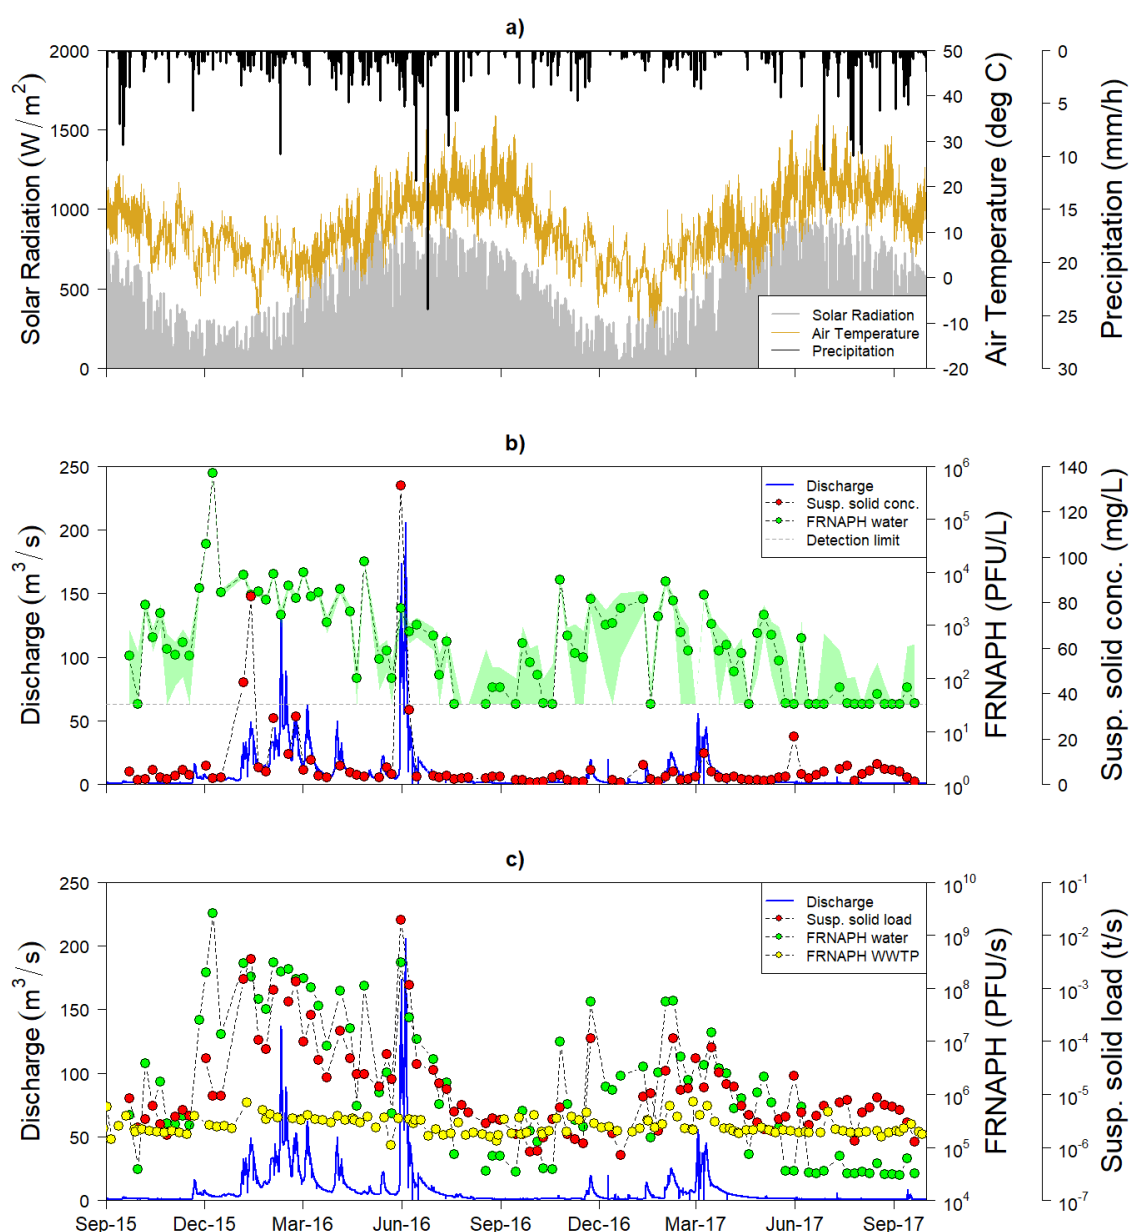 a)
Solar Radiation (W/m²)
2000
1500
1000
500
0
50
40
30
20
10
0
-10
-20
Air Temperature (deg C)
0
5
10
15
20
25
30
Precipitation (mm/h)
Solar Radiation
Air Temperature
Precipitation
b)
Discharge (m³/s)
250
200
150
100
50
0
10⁶
10⁵
10⁴
10³
10²
10¹
10⁰
FRNAPH (PFU/L)
140
120
100
80
60
40
20
0
Susp. solid conc. (mg/L)
Discharge
Susp. solid conc.
FRNAPH water
Detection limit
c)
Discharge (m³/s)
250
200
150
100
50
0
10¹⁰
10⁹
10⁸
10⁷
10⁶
10⁵
10⁴
FRNAPH (PFU/s)
10⁻¹
10⁻²
10⁻³
10⁻⁴
10⁻⁵
10⁻⁶
10⁻⁷
Susp. solid load (t/s)
Discharge
Susp. solid load
FRNAPH water
FRNAPH WWTP
Sep-15 Dec-15 Mar-16 Jun-16 Sep-16 Dec-16 Mar-17 Jun-17 Sep-17